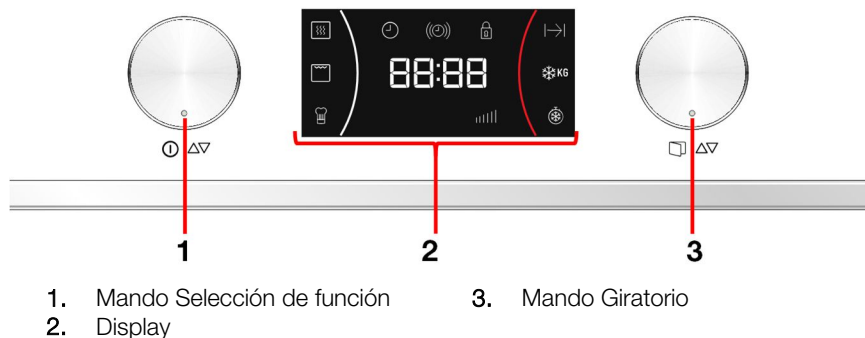 88:88
KG
1
2
3
1. Mando Selección de función
2. Display
3. Mando Giratorio